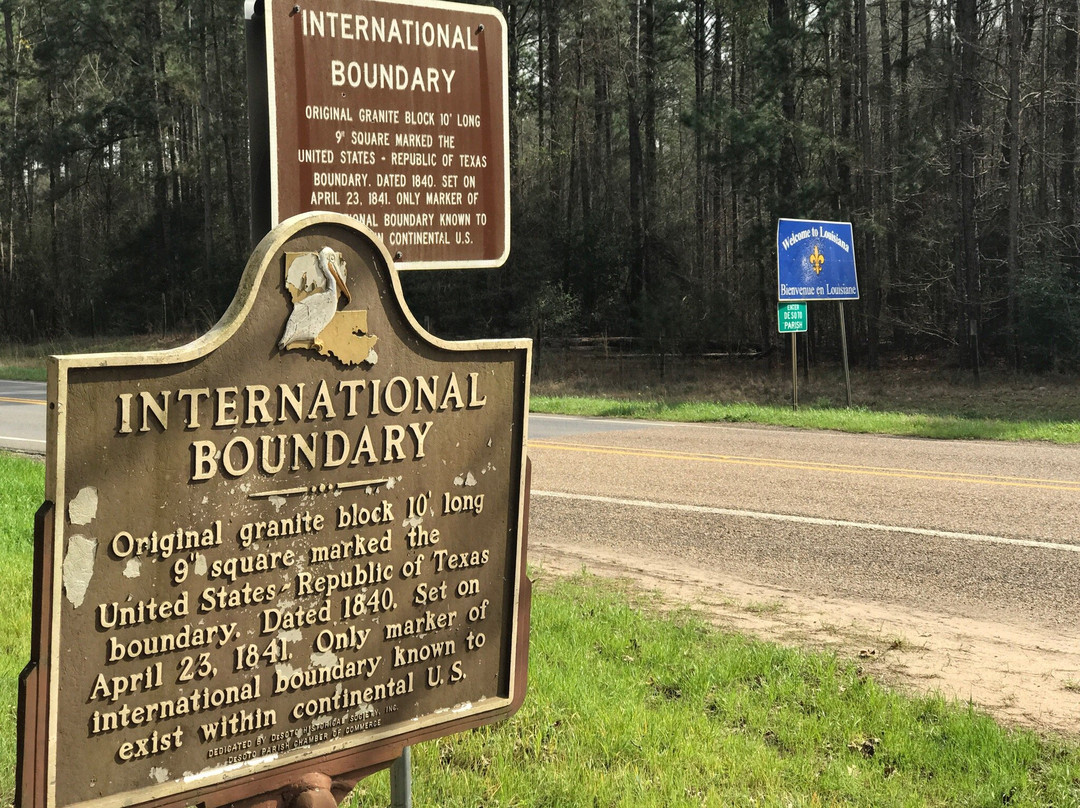 INTERNATIONAL
BOUNDARY
ORIGINAL GRANITE BLOCK 10' LONG
9" SQUARE MARKED THE
UNITED STATES - REPUBLIC OF TEXAS
BOUNDARY. DATED 1840. SET ON
APRIL 23, 1841. ONLY MARKER OF
BOUNDARY KNOWN TO
CONTINENTAL U.S.
INTERNATIONAL
BOUNDARY
Original granite block 10' long
9" square marked the
United States - Republic of Texas
boundary. Dated 1840. Set on
April 23, 1841. Only marker of
international boundary known to
exist within continental U.S.
DEDICATED BY DESOTO HISTORICAL SOCIETY, INC.
DESOTO PARISH CHAMBER OF COMMERCE
Welcome to Louisiana
Bienvenue en Louisiane
ENTER
DESOTO
PARISH